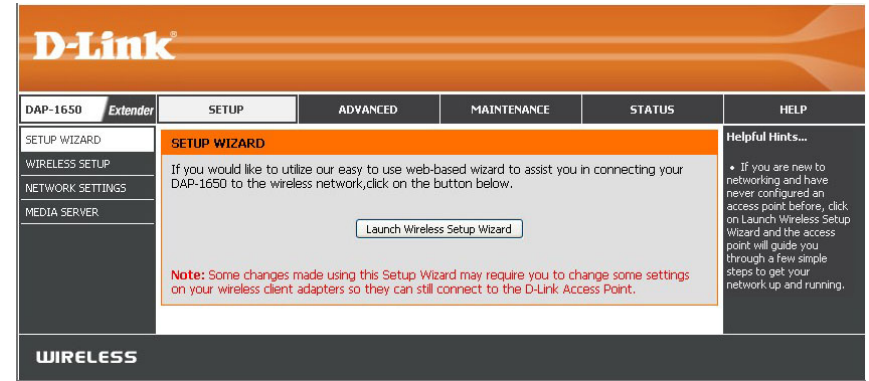 D-Link®
DAP-1650 Extender SETUP ADVANCED MAINTENANCE STATUS HELP
SETUP WIZARD
WIRELESS SETUP
NETWORK SETTINGS
MEDIA SERVER
SETUP WIZARD
If you would like to utilize our easy to use web-based wizard to assist you in connecting your
DAP-1650 to the wireless network,click on the button below.
Launch Wireless Setup Wizard
Note: Some changes made using this Setup Wizard may require you to change some settings
on your wireless client adapters so they can still connect to the D-Link Access Point.
Helpful Hints...
• If you are new to
networking and have
never configured an
access point before, click
on Launch Wireless Setup
Wizard and the access
point will guide you
through a few simple
steps to get your
network up and running.
WIRELESS